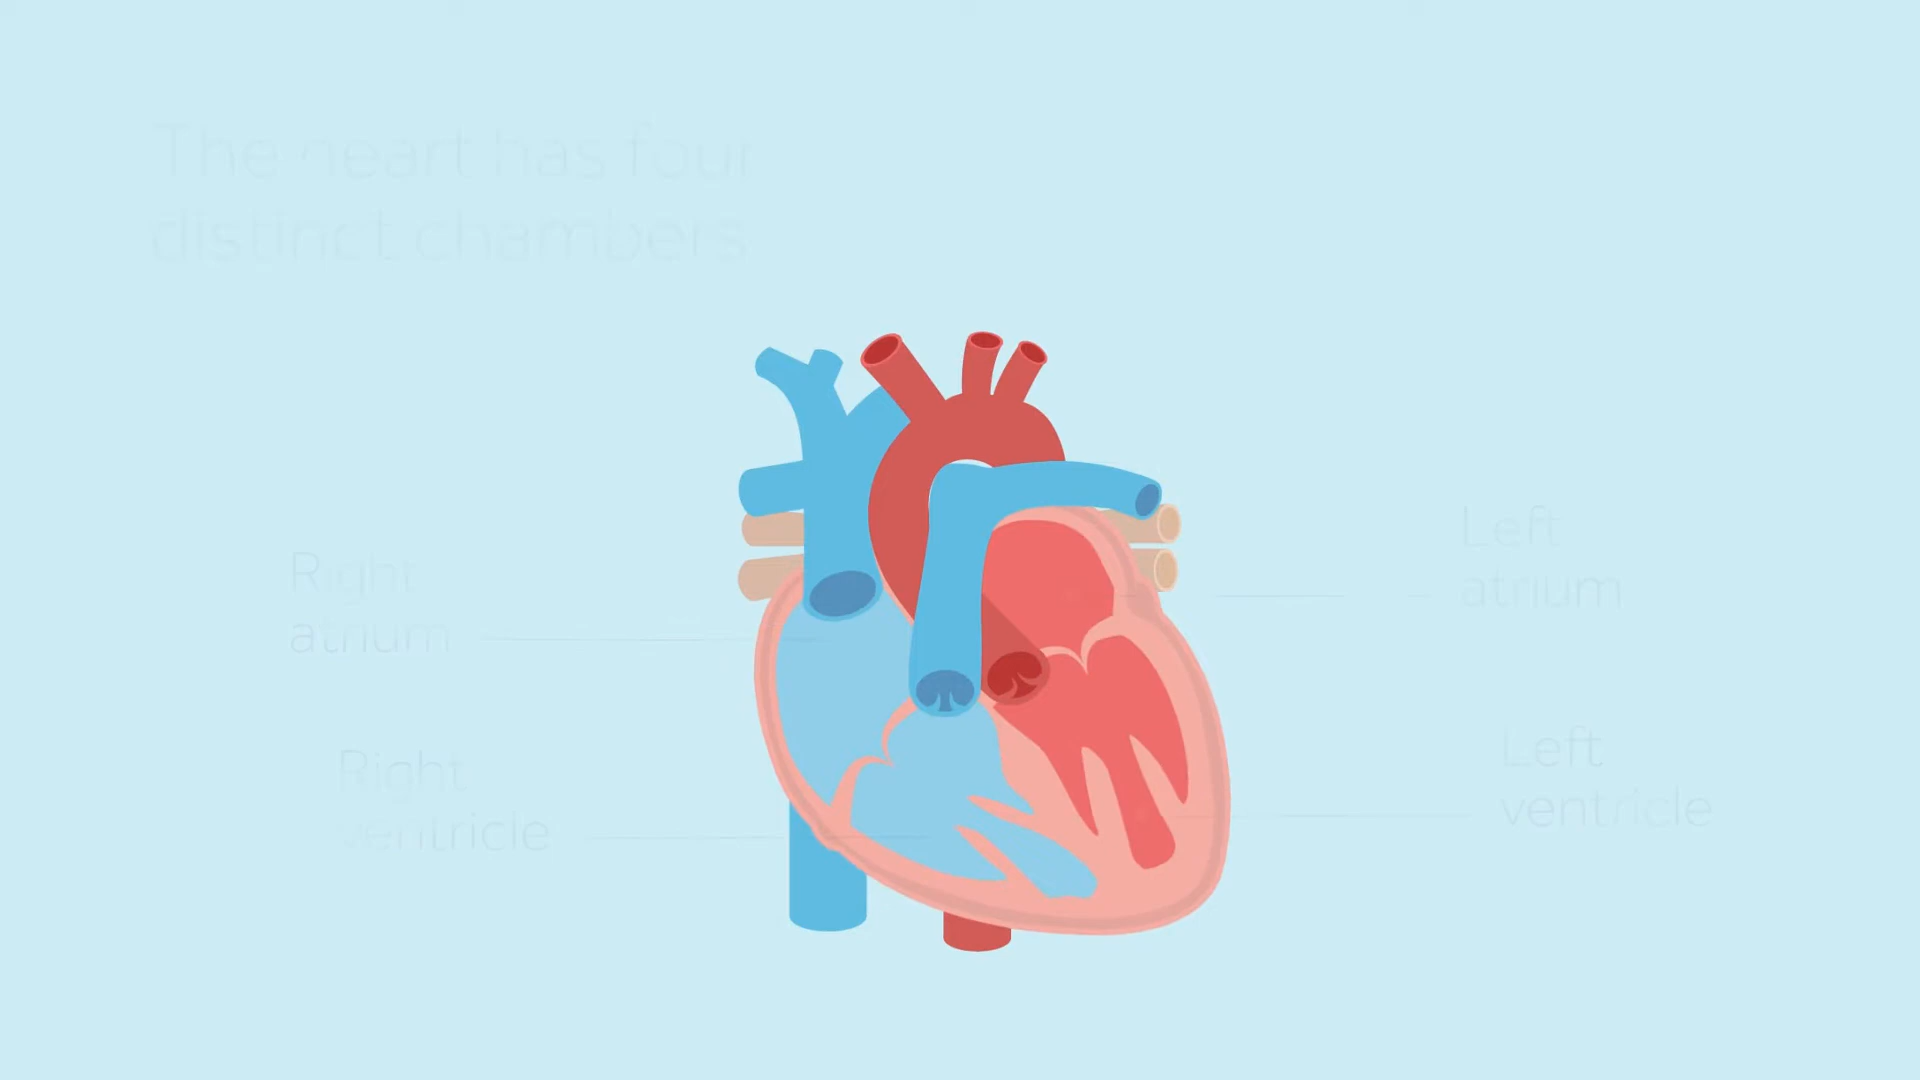 The heart has four
distinct chambers
Right
atrium
Left
atrium
Right
ventricle
Left
ventricle